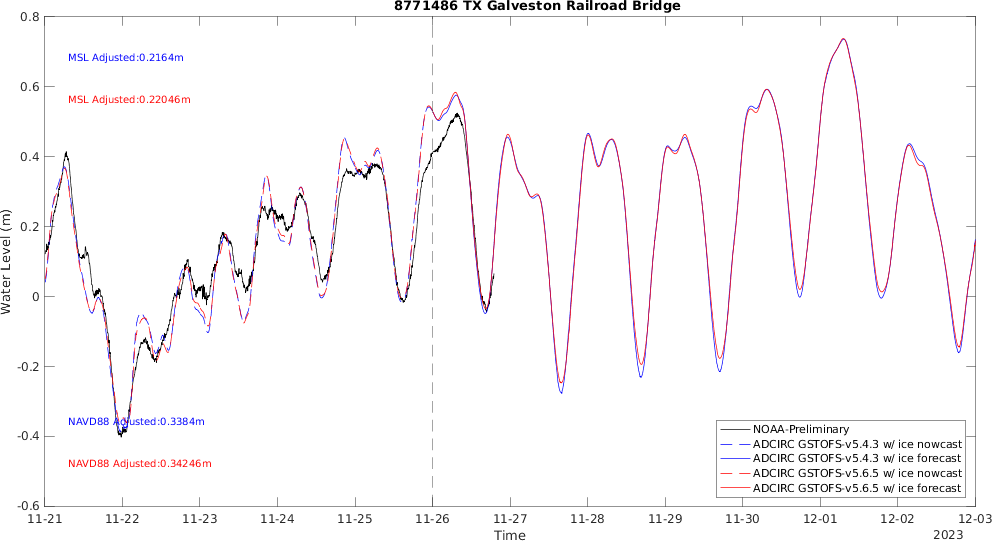 8771486 TX Galveston Railroad Bridge
0.8
0.6
0.4
0.2
0
-0.2
-0.4
-0.6
Water Level (m)
MSL Adjusted:0.2164m
MSL Adjusted:0.22046m
NAVD88 Adjusted:0.3384m
NAVD88 Adjusted:0.34246m
NOAA-Preliminary
ADCIRC GSTOFS-v5.4.3 w/ ice nowcast
ADCIRC GSTOFS-v5.4.3 w/ ice forecast
ADCIRC GSTOFS-v5.6.5 w/ ice nowcast
ADCIRC GSTOFS-v5.6.5 w/ ice forecast
11-21 11-22 11-23 11-24 11-25 11-26 11-27 11-28 11-29 11-30 12-01 12-02 12-03
Time
2023